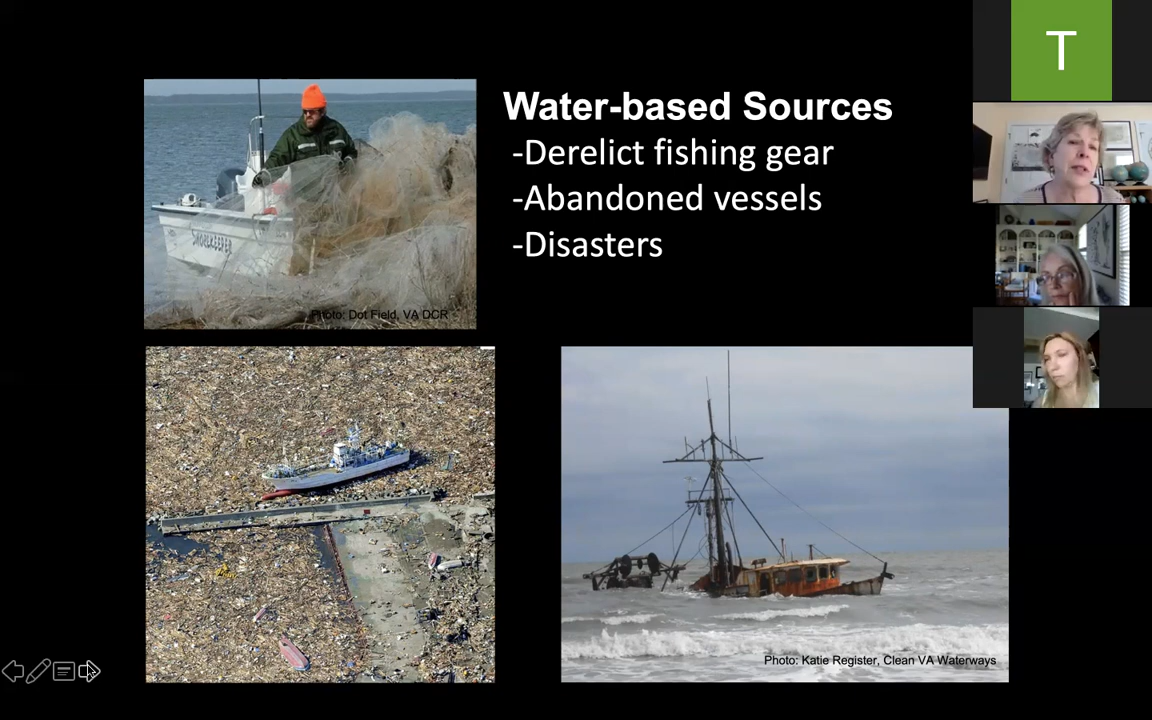 T
Water-based Sources
-Derelict fishing gear
-Abandoned vessels
-Disasters
SHOREKEEPER
Photo: Dot Field, VA DCR
Photo: Katie Register, Clean VA Waterways